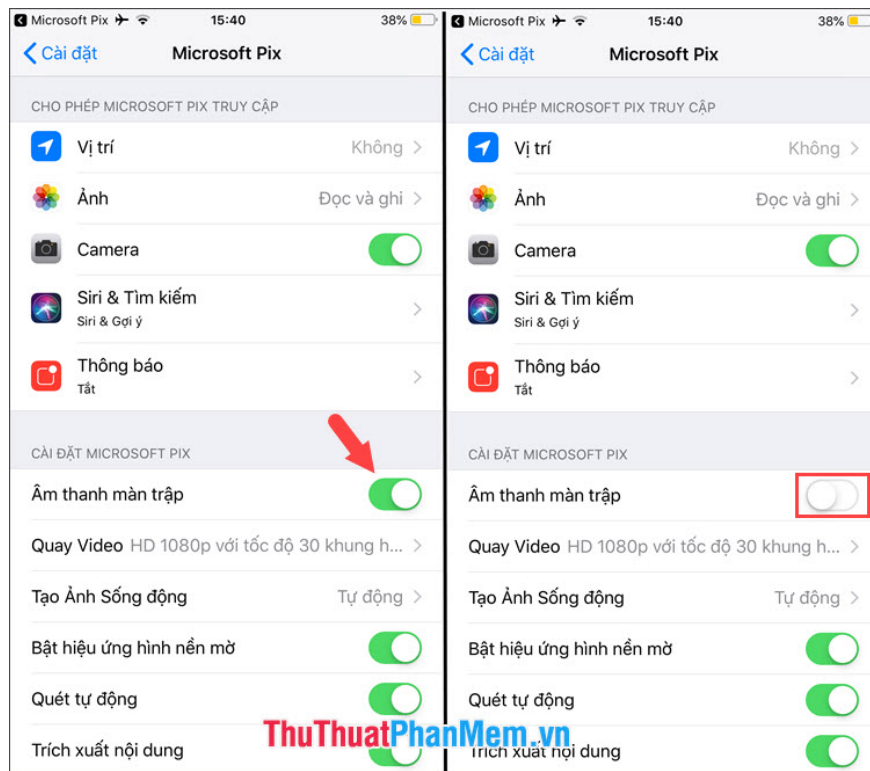 Microsoft Pix 15:40 38%
Cài đặt Microsoft Pix
CHO PHÉP MICROSOFT PIX TRUY CẬP
Vị trí Không
Ảnh Đọc và ghi
Camera
Siri & Tìm kiếm
Siri & Gợi ý
Thông báo
Tắt
CÀI ĐẶT MICROSOFT PIX
Âm thanh màn trập
Quay Video HD 1080p với tốc độ 30 khung h...
Tạo Ảnh Sống động Tự động
Bật hiệu ứng hình nền mờ
Quét tự động
Trích xuất nội dung
Microsoft Pix 15:40 38%
Cài đặt Microsoft Pix
CHO PHÉP MICROSOFT PIX TRUY CẬP
Vị trí Không
Ảnh Đọc và ghi
Camera
Siri & Tìm kiếm
Siri & Gợi ý
Thông báo
Tắt
CÀI ĐẶT MICROSOFT PIX
Âm thanh màn trập
Quay Video HD 1080p với tốc độ 30 khung h...
Tạo Ảnh Sống động Tự động
Bật hiệu ứng hình nền mờ
Quét tự động
Trích xuất nội dung
ThuThuatPhanMem.vn